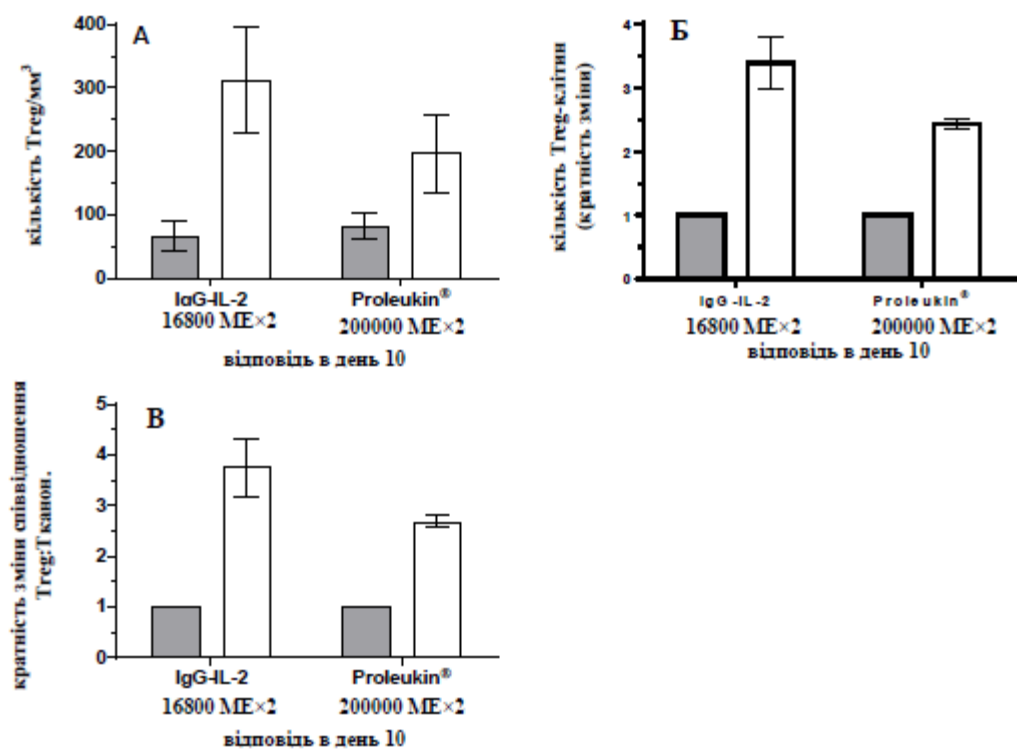 А
400
300
200
100
0
кількість Treg/мм³
IαG-IL-2 Proleukin®
16800 МЕ×2 200000 МЕ×2
відповідь в день 10
Б
4
3
2
1
0
кількість Treg-клітин
(кратність зміни)
IgG-IL-2 Proleukin®
16800 МЕ×2 200000 МЕ×2
відповідь в день 10
В
5
4
3
2
1
0
кратність зміни співвідношення
Treg:Тканон.
IgG-IL-2 Proleukin®
16800 МЕ×2 200000 МЕ×2
відповідь в день 10